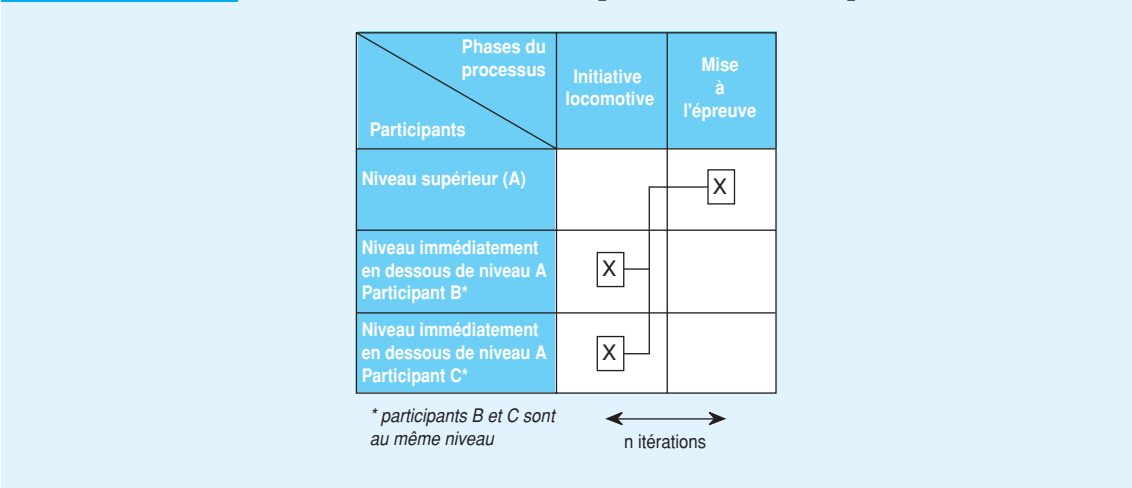 Phases du
processus
Participants
Initiative
locomotive
Mise
à
l'épreuve
Niveau supérieur (A)
X
Niveau immédiatement
en dessous de niveau A
Participant B*
X
Niveau immédiatement
en dessous de niveau A
Participant C*
X
* participants B et C sont
au même niveau
n itérations